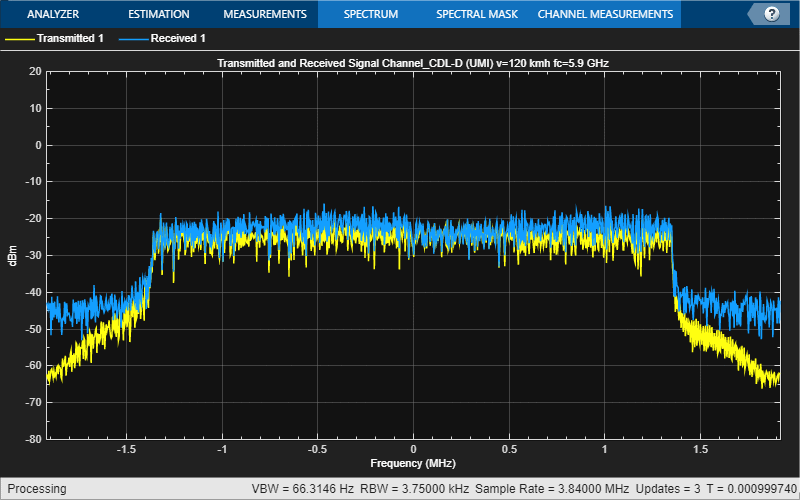 ANALYZER ESTIMATION MEASUREMENTS SPECTRUM SPECTRAL MASK CHANNEL MEASUREMENTS ?
Transmitted 1 Received 1
Transmitted and Received Signal Channel_CDL-D (UMI) v=120 kmh fc=5.9 GHz
20
10
0
-10
-20
-30
-40
-50
-60
-70
-80
dBm
-1.5 -1 -0.5 0 0.5 1 1.5
Frequency (MHz)
Processing VBW = 66.3146 Hz RBW = 3.75000 kHz Sample Rate = 3.84000 MHz Updates = 3 T = 0.000999740